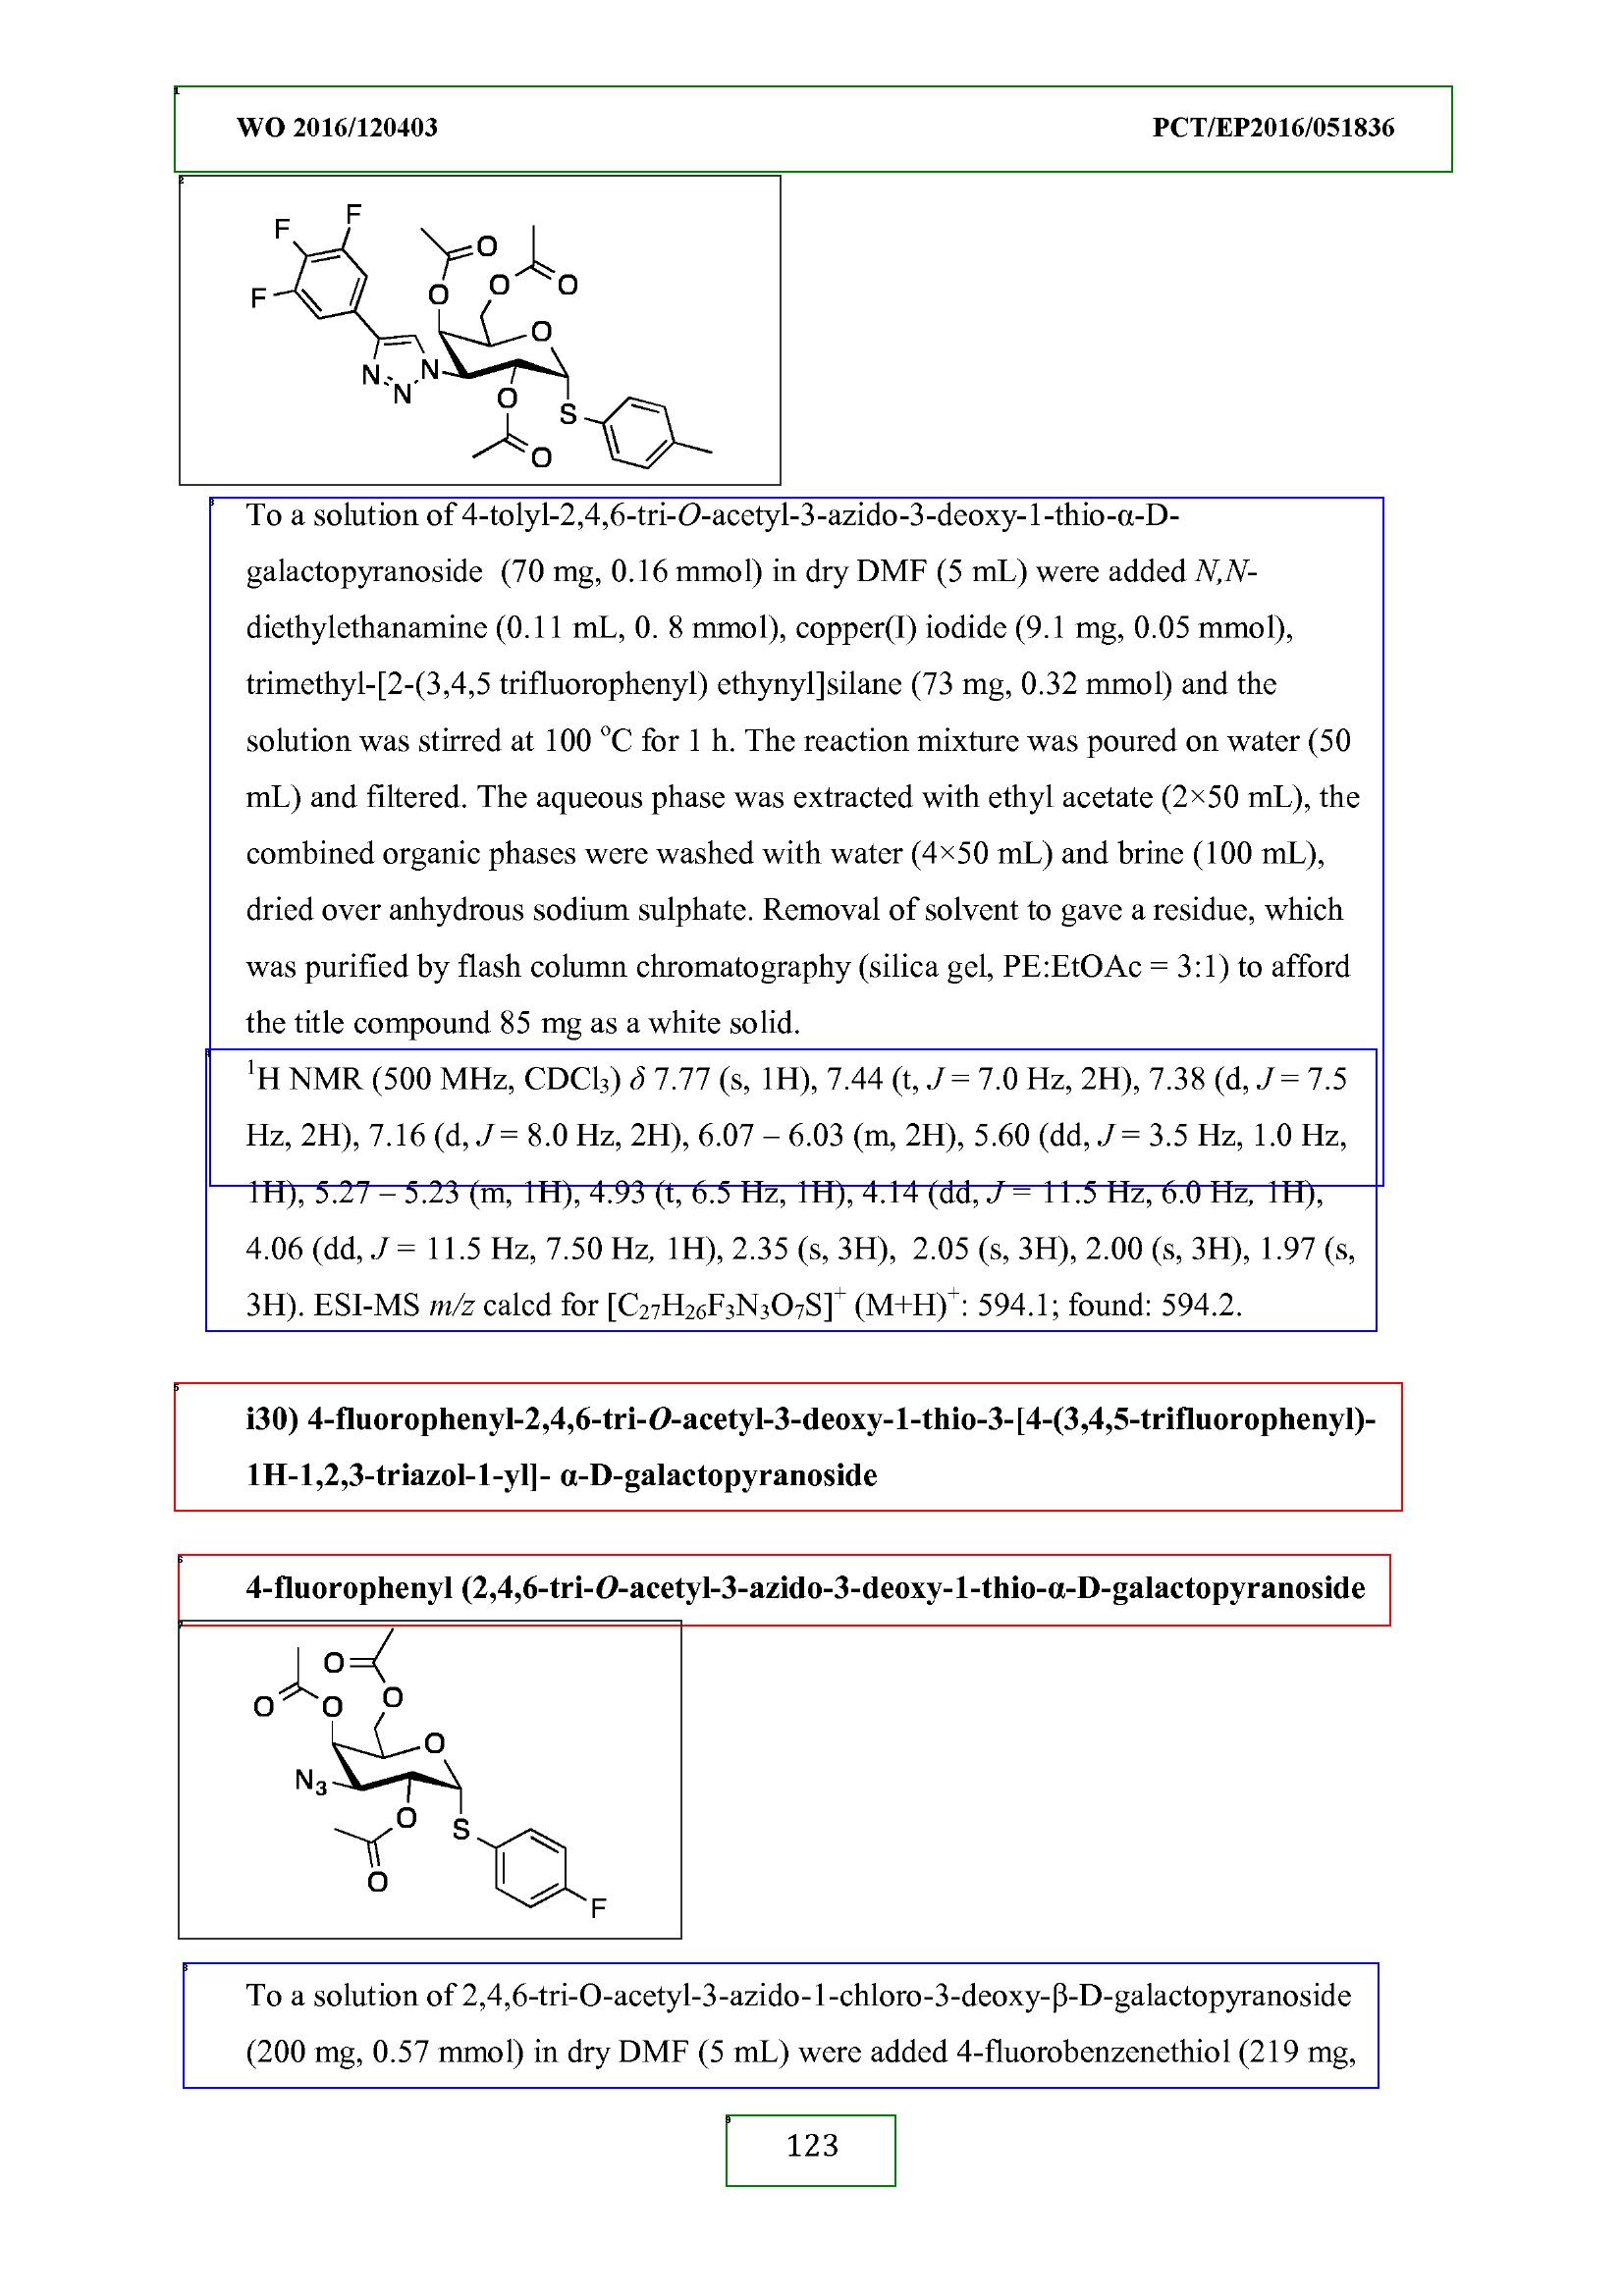 WO 2016/120403 PCT/EP2016/051836
F
F
F
O
O
O
O
O
N
N
N
O
S
O
To a solution of 4-tolyl-2,4,6-tri-O-acetyl-3-azido-3-deoxy-1-thio-α-D-
galactopyranoside (70 mg, 0.16 mmol) in dry DMF (5 mL) were added N,N-
diethylethanamine (0.11 mL, 0. 8 mmol), copper(I) iodide (9.1 mg, 0.05 mmol),
trimethyl-[2-(3,4,5 trifluorophenyl) ethynyl]silane (73 mg, 0.32 mmol) and the
solution was stirred at 100 °C for 1 h. The reaction mixture was poured on water (50
mL) and filtered. The aqueous phase was extracted with ethyl acetate (2×50 mL), the
combined organic phases were washed with water (4×50 mL) and brine (100 mL),
dried over anhydrous sodium sulphate. Removal of solvent to gave a residue, which
was purified by flash column chromatography (silica gel, PE:EtOAc = 3:1) to afford
the title compound 85 mg as a white solid.
¹H NMR (500 MHz, CDCl₃) δ 7.77 (s, 1H), 7.44 (t, J = 7.0 Hz, 2H), 7.38 (d, J = 7.5
Hz, 2H), 7.16 (d, J = 8.0 Hz, 2H), 6.07 – 6.03 (m, 2H), 5.60 (dd, J = 3.5 Hz, 1.0 Hz,
1H), 5.27 – 5.23 (m, 1H), 4.93 (t, 6.5 Hz, 1H), 4.14 (dd, J = 11.5 Hz, 6.0 Hz, 1H),
4.06 (dd, J = 11.5 Hz, 7.50 Hz, 1H), 2.35 (s, 3H), 2.05 (s, 3H), 2.00 (s, 3H), 1.97 (s,
3H). ESI-MS m/z calcd for [C₂₇H₂₆F₃N₃O₇S]⁺ (M+H)⁺: 594.1; found: 594.2.
i30) 4-fluorophenyl-2,4,6-tri-O-acetyl-3-deoxy-1-thio-3-[4-(3,4,5-trifluorophenyl)-
1H-1,2,3-triazol-1-yl]- α-D-galactopyranoside
4-fluorophenyl (2,4,6-tri-O-acetyl-3-azido-3-deoxy-1-thio-α-D-galactopyranoside
O
O
O
O
O
N₃
O
S
O
F
To a solution of 2,4,6-tri-O-acetyl-3-azido-1-chloro-3-deoxy-β-D-galactopyranoside
(200 mg, 0.57 mmol) in dry DMF (5 mL) were added 4-fluorobenzenethiol (219 mg,
123